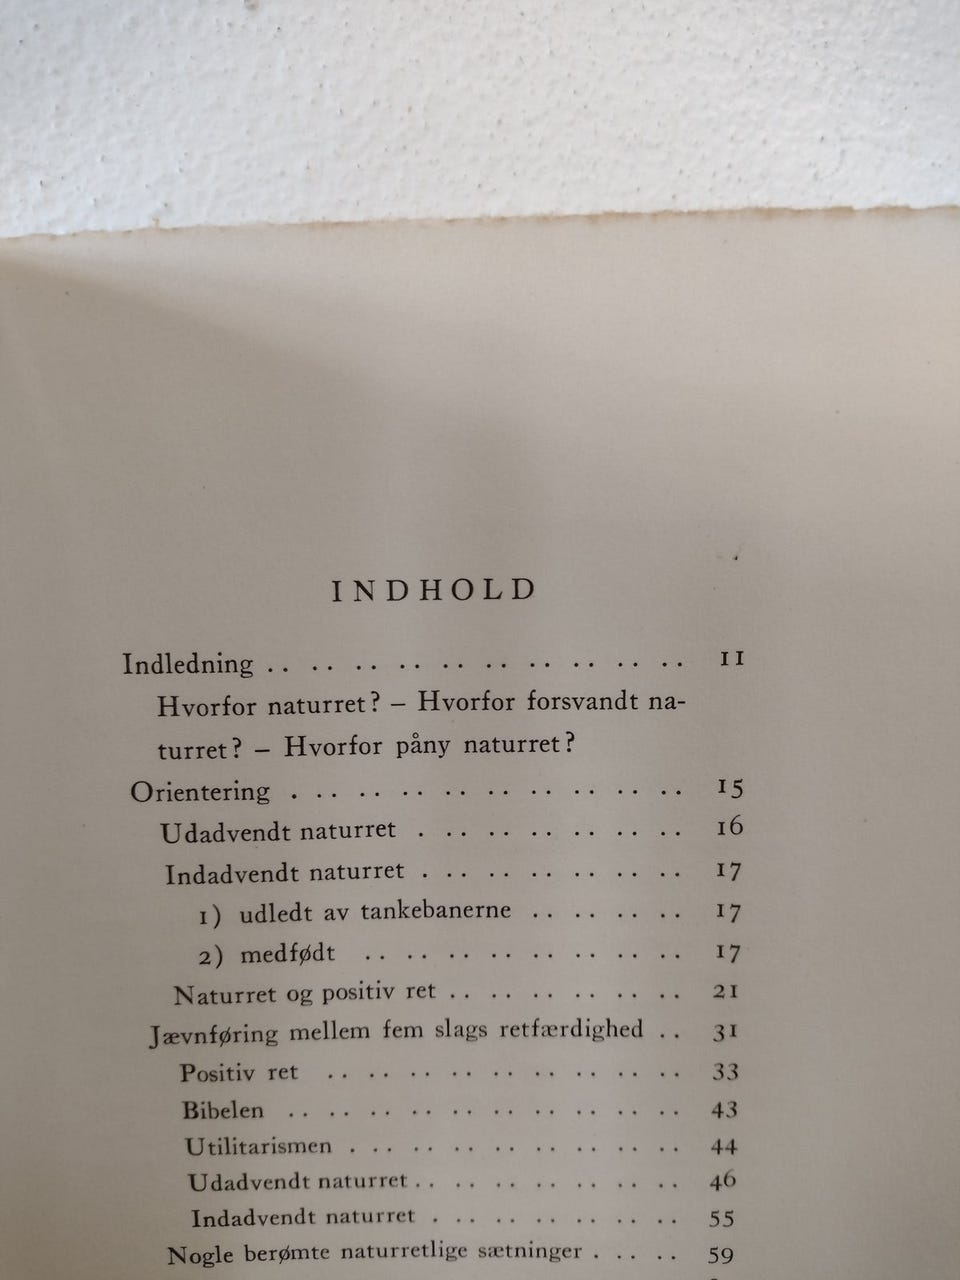 INDHOLD
Indledning .. .. .. .. .. .. .. .. .. .. 11
Hvorfor naturret? – Hvorfor forsvandt na-
turret? – Hvorfor påny naturret?
Orientering . .. .. .. .. .. .. .. .. .. 15
Udadvendt naturret . .. .. .. .. .. .. 16
Indadvendt naturret . .. .. .. .. .. .. 17
1) udledt av tankebanerne .. .. .. .. 17
2) medfødt .. .. .. .. .. .. .. .. 17
Naturret og positiv ret .. .. .. .. .. .. 21
Jævnføring mellem fem slags retfærdighed .. 31
Positiv ret .. .. .. .. .. .. .. .. .. 33
Bibelen .. .. .. .. .. .. .. .. .. .. 43
Utilitarismen . .. .. .. .. .. .. .. .. 44
Udadvendt naturret .. .. .. .. .. .. .. 46
Indadvendt naturret . .. .. .. .. .. .. 55
Nogle berømte naturretlige sætninger . .. .. 59